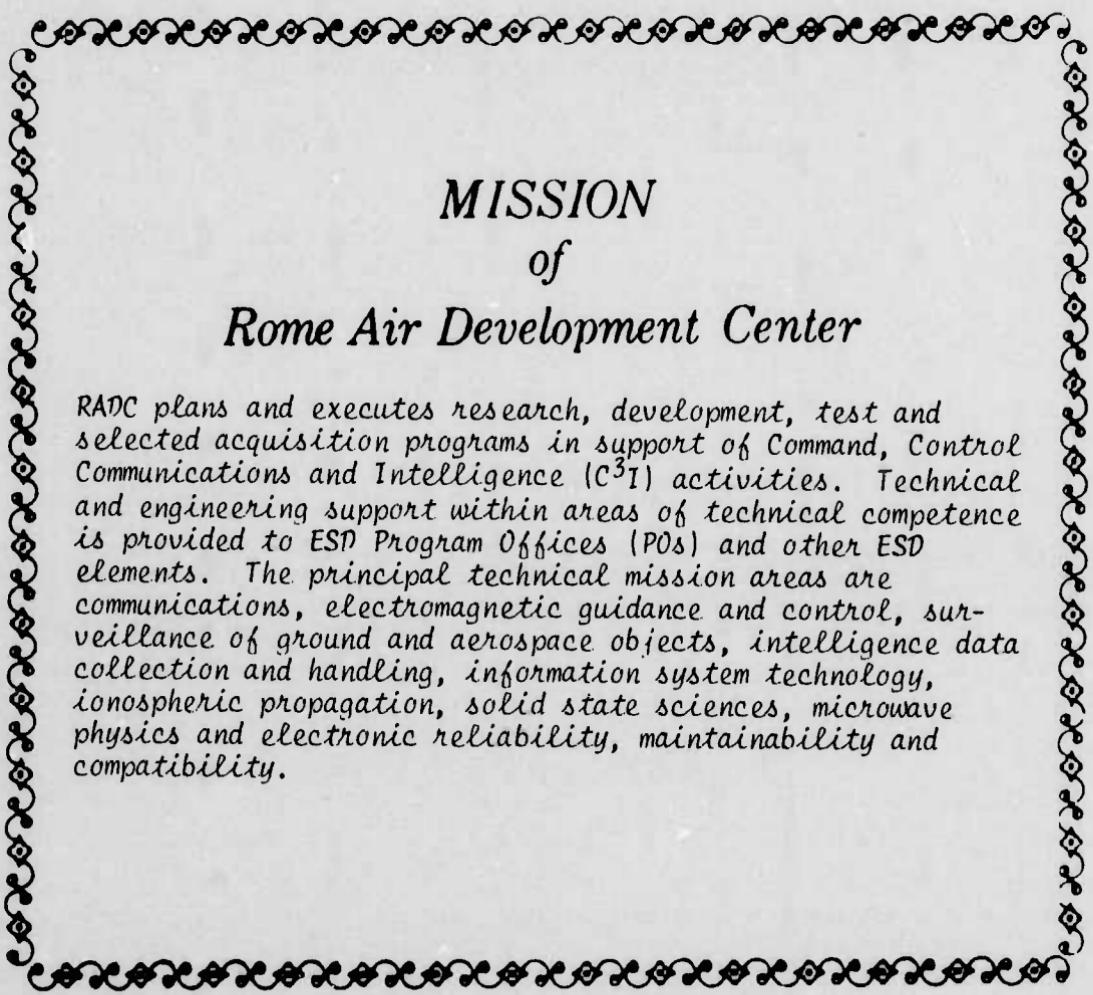 MISSION
of
Rome Air Development Center
RADC plans and executes research, development, test and
selected acquisition programs in support of Command, Control
Communications and Intelligence (C³I) activities. Technical
and engineering support within areas of technical competence
is provided to ESD Program Offices (POs) and other ESD
elements. The principal technical mission areas are
communications, electromagnetic guidance and control, sur-
veillance of ground and aerospace objects, intelligence data
collection and handling, information system technology,
ionospheric propagation, solid state sciences, microwave
physics and electronic reliability, maintainability and
compatibility.